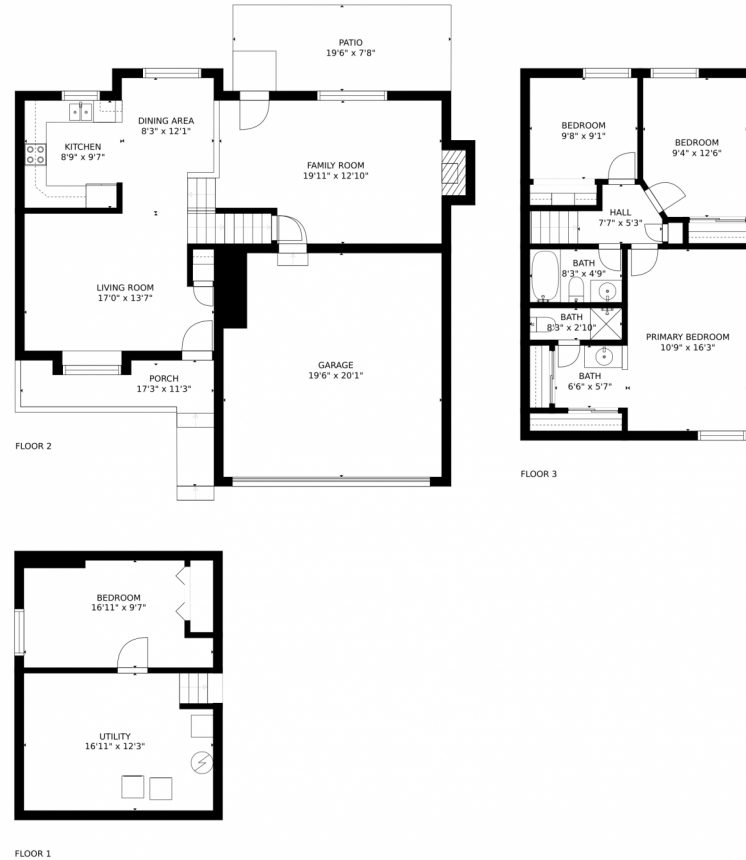 PATIO
19'6" x 7'8"
DINING AREA
8'3" x 12'1"
KITCHEN
8'9" x 9'7"
FAMILY ROOM
19'11" x 12'10"
LIVING ROOM
17'0" x 13'7"
GARAGE
19'6" x 20'1"
PORCH
17'3" x 11'3"
FLOOR 2
BEDROOM
9'8" x 9'1"
BEDROOM
9'4" x 12'6"
HALL
7'7" x 5'3"
BATH
8'3" x 4'9"
BATH
8'3" x 2'10"
PRIMARY BEDROOM
10'9" x 16'3"
BATH
6'6" x 5'7"
FLOOR 3
BEDROOM
16'11" x 9'7"
UTILITY
16'11" x 12'3"
FLOOR 1